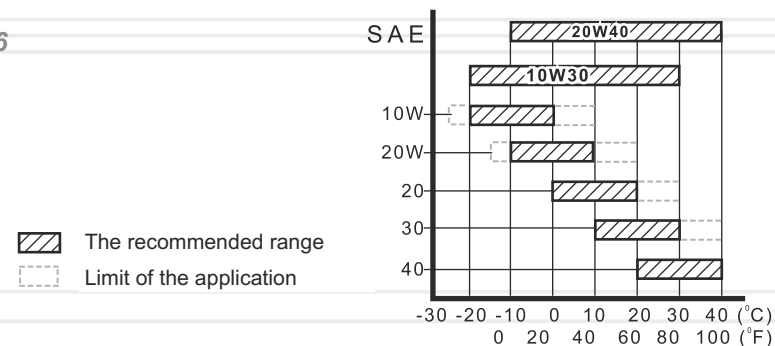 6
SAE
20W40
10W30
10W
20W
20
30
40
The recommended range
Limit of the application
-30 -20 -10 0 10 20 30 40 (°C)
0 20 40 60 80 100 (°F)